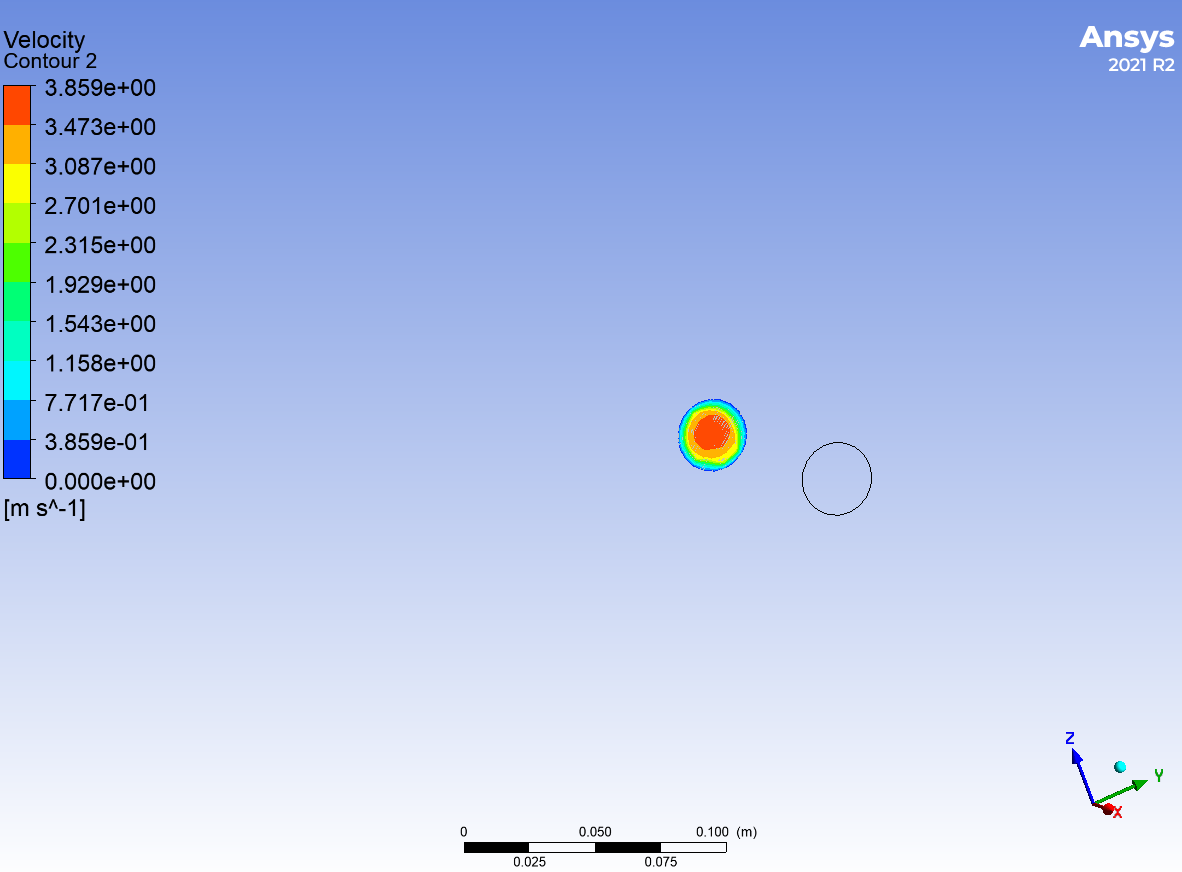 Velocity
Contour 2
3.859e+00
3.473e+00
3.087e+00
2.701e+00
2.315e+00
1.929e+00
1.543e+00
1.158e+00
7.717e-01
3.859e-01
0.000e+00
[m s^-1]
Ansys
2021 R2
Z
Y
X
0 0.050 0.100 (m)
0.025 0.075